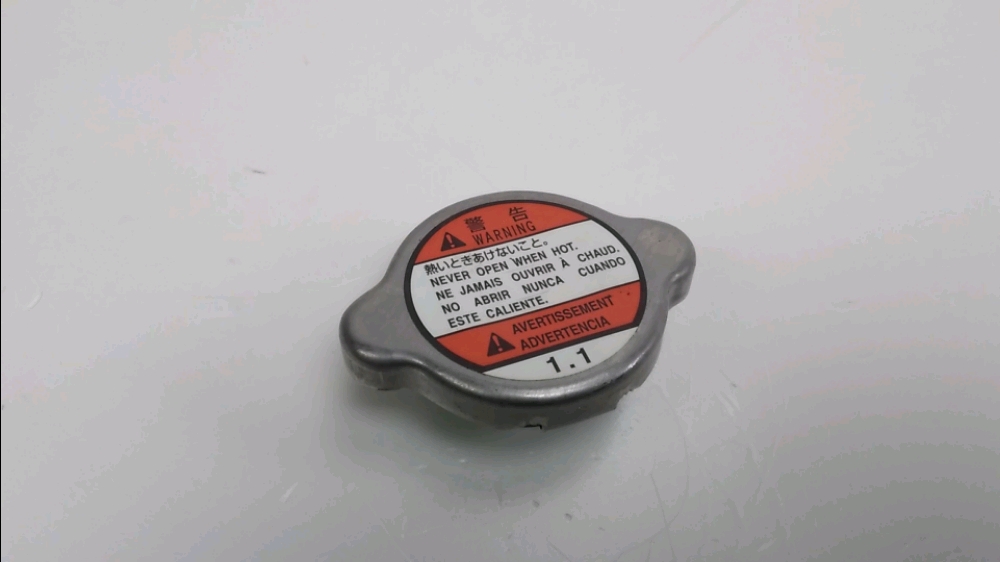 警告
WARNING
熱いときあけないこと。
NEVER OPEN WHEN HOT.
NE JAMAIS OUVRIR À CHAUD.
NO ABRIR NUNCA CUANDO
ESTE CALIENTE.
AVERTISSEMENT
ADVERTENCIA
1.1